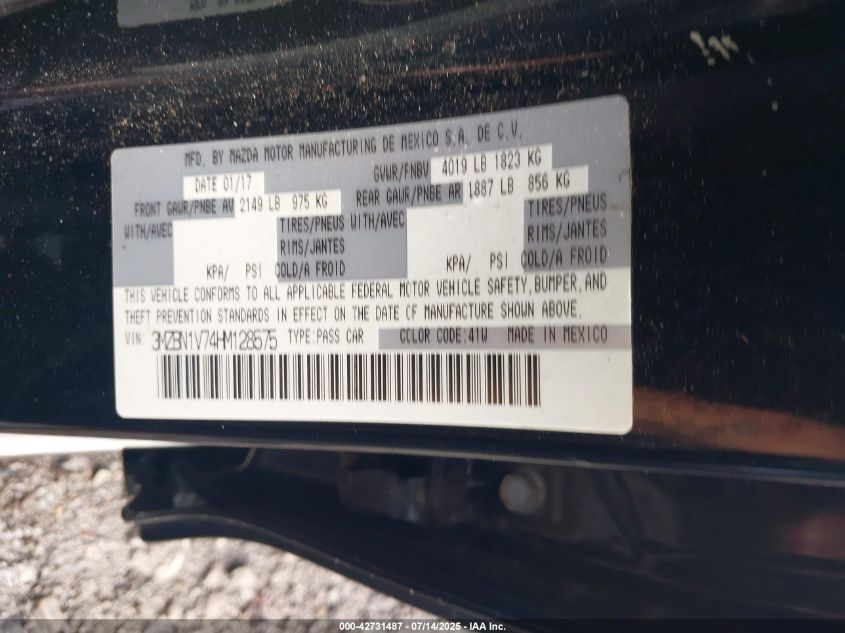 MFD. BY MAZDA MOTOR MANUFACTURING DE MEXICO S.A. DE C.V.
DATE 01/17 GVWR/PNBV 4019 LB 1823 KG
FRONT GAWR/PNBE AV 2149 LB 975 KG REAR GAWR/PNBE AR 1887 LB 856 KG
WITH/AVEC TIRES/PNEUS WITH/AVEC TIRES/PNEUS
RIMS/JANTES RIMS/JANTES
KPA/ PSI COLD/A FROID KPA/ PSI COLD/A FROID
THIS VEHICLE CONFORMS TO ALL APPLICABLE FEDERAL MOTOR VEHICLE SAFETY, BUMPER, AND
THEFT PREVENTION STANDARDS IN EFFECT ON THE DATE OF MANUFACTURE SHOWN ABOVE.
VIN: 3MZBN1V74HM128575 TYPE:PASS CAR COLOR CODE:41W MADE IN MEXICO
000-42731487 - 07/14/2025 - IAA Inc.